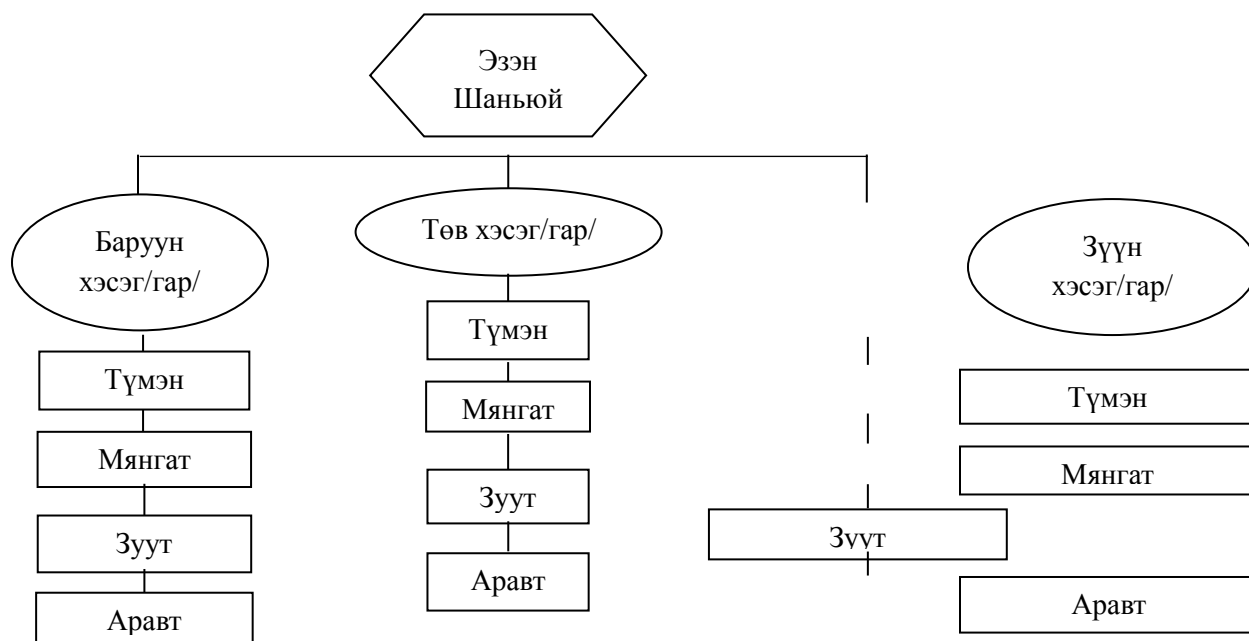 Эзэн
Шаньюй
Баруун
хэсэг/гар/
Түмэн
Мянгат
Зуут
Аравт
Төв хэсэг/гар/
Түмэн
Мянгат
Зуут
Аравт
Зүүн
хэсэг/гар/
Түмэн
Мянгат
Зуут
Аравт